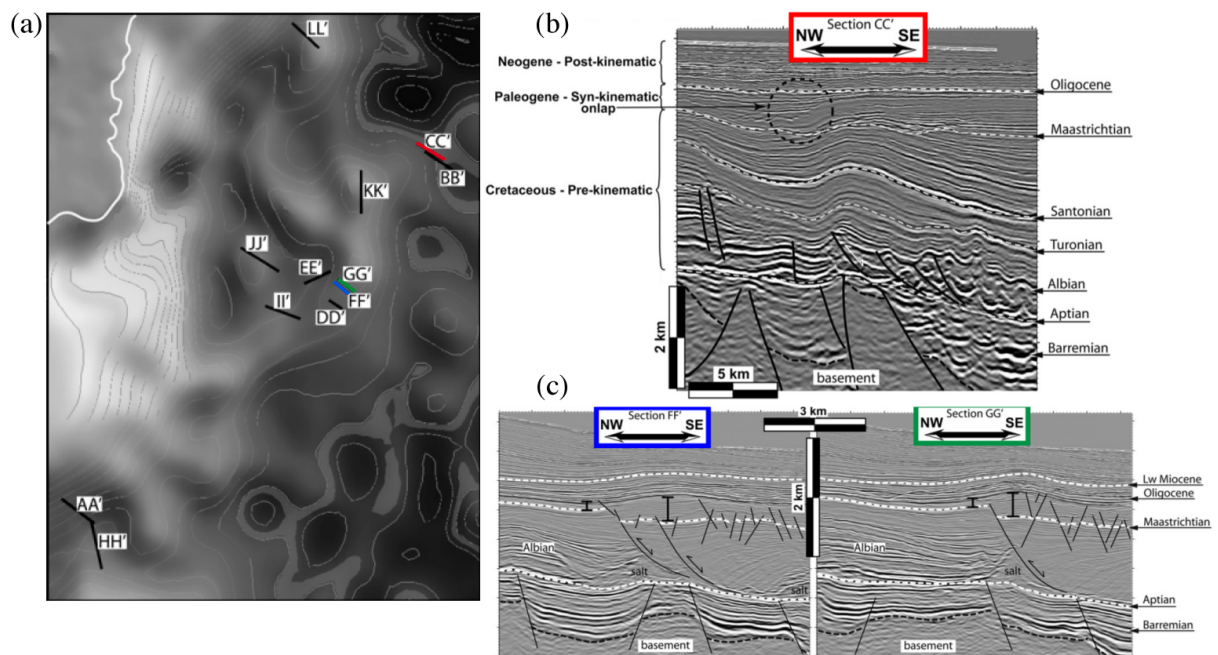 (a)
LL'
CC'
BB'
KK'
JJ'
EE'
GG'
II'
FF'
DD'
AA'
HH'
(b)
Section CC'
NW SE
Neogene - Post-kinematic
Paleogene - Syn-kinematic
onlap
Cretaceous - Pre-kinematic
Oligocene
Maastrichtian
Santonian
Turonian
Albian
Aptian
Barremian
2 km
5 km
basement
(c)
Section FF'
NW SE
3 km
2 km
Section GG'
NW SE
Lw Miocene
Oligocene
Maastrichtian
Albian
Albian
salt
salt
salt
Aptian
Barremian
basement
basement